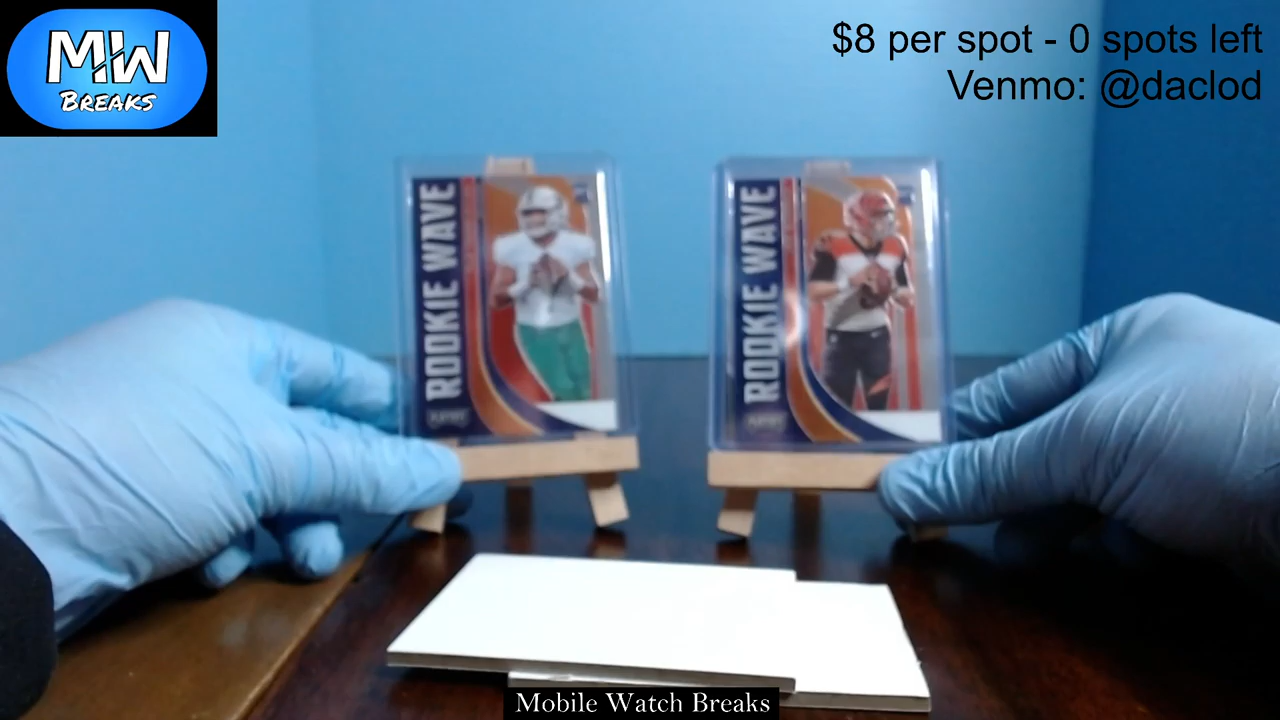 MW
BREAKS
$8 per spot - 0 spots left
Venmo: @daclod
ROOKIE WAVE
ROOKIE WAVE
Mobile Watch Breaks